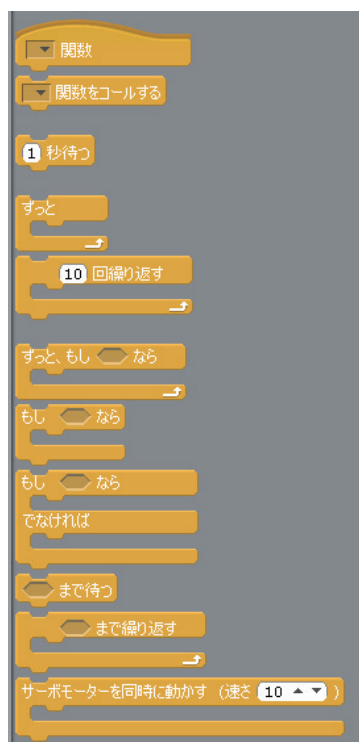 関数
関数をコールする
1 秒待つ
ずっと
10 回繰り返す
ずっと、もし なら
もし なら
もし なら
でなければ
まで待つ
まで繰り返す
サーボモーターを同時に動かす (速さ 10 )